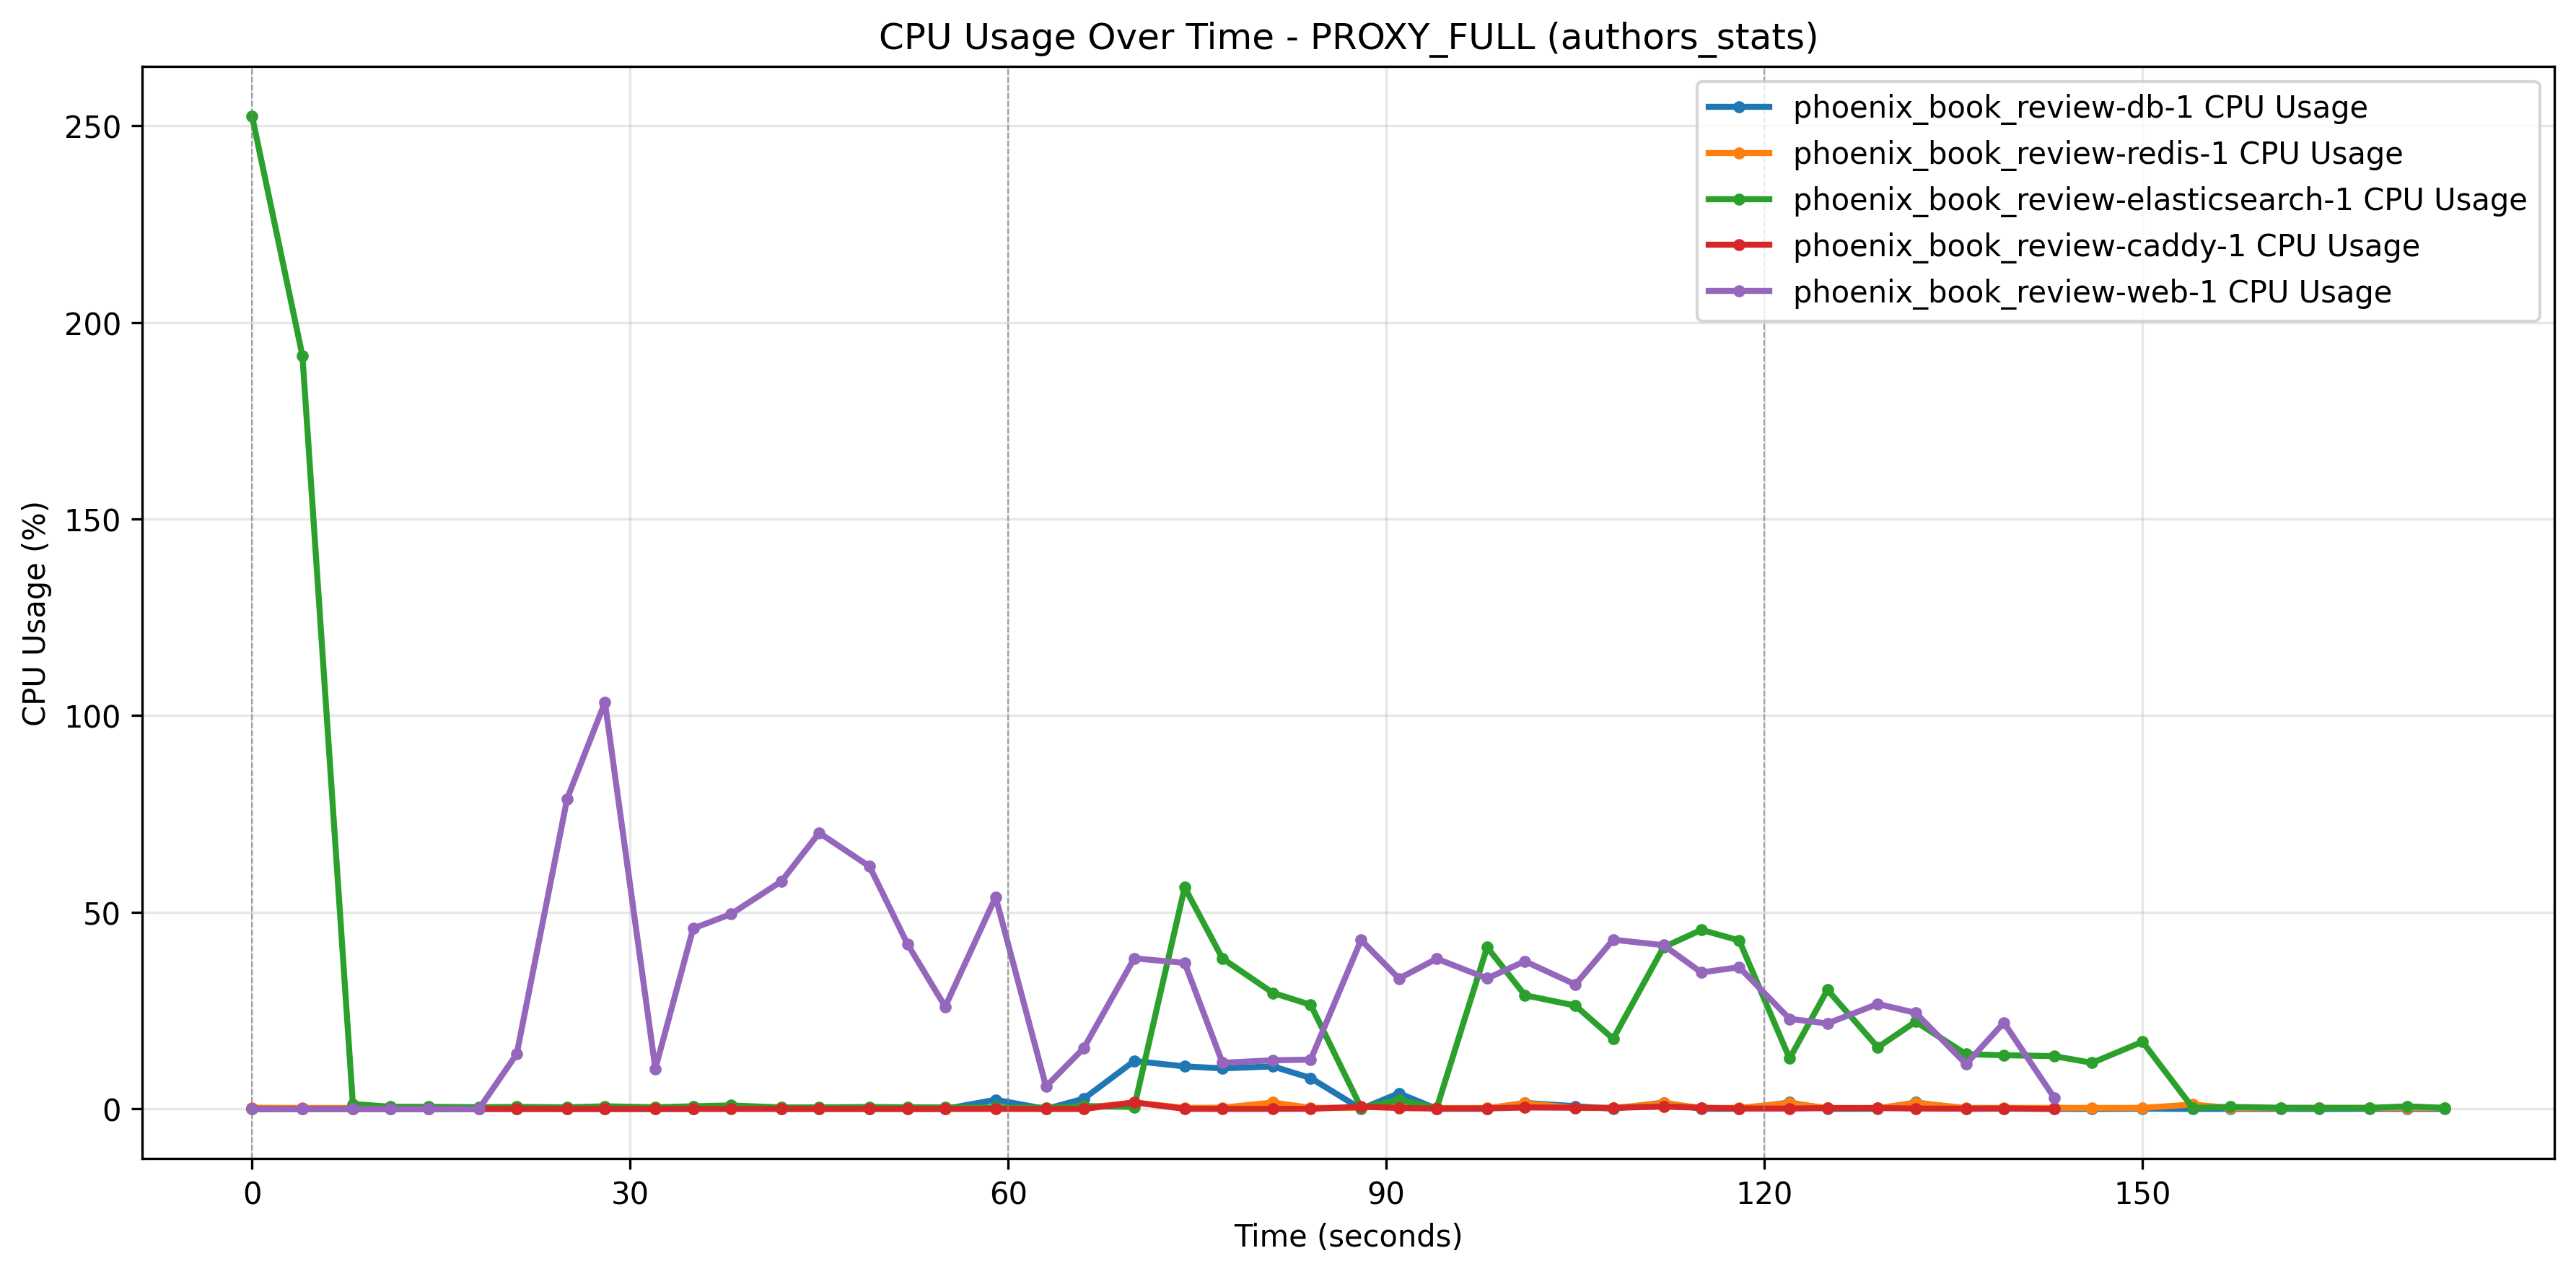 CPU Usage Over Time - PROXY_FULL (authors_stats)
phoenix_book_review-db-1 CPU Usage
phoenix_book_review-redis-1 CPU Usage
phoenix_book_review-elasticsearch-1 CPU Usage
phoenix_book_review-caddy-1 CPU Usage
phoenix_book_review-web-1 CPU Usage
CPU Usage (%)
250
200
150
100
50
0
0 30 60 90 120 150
Time (seconds)